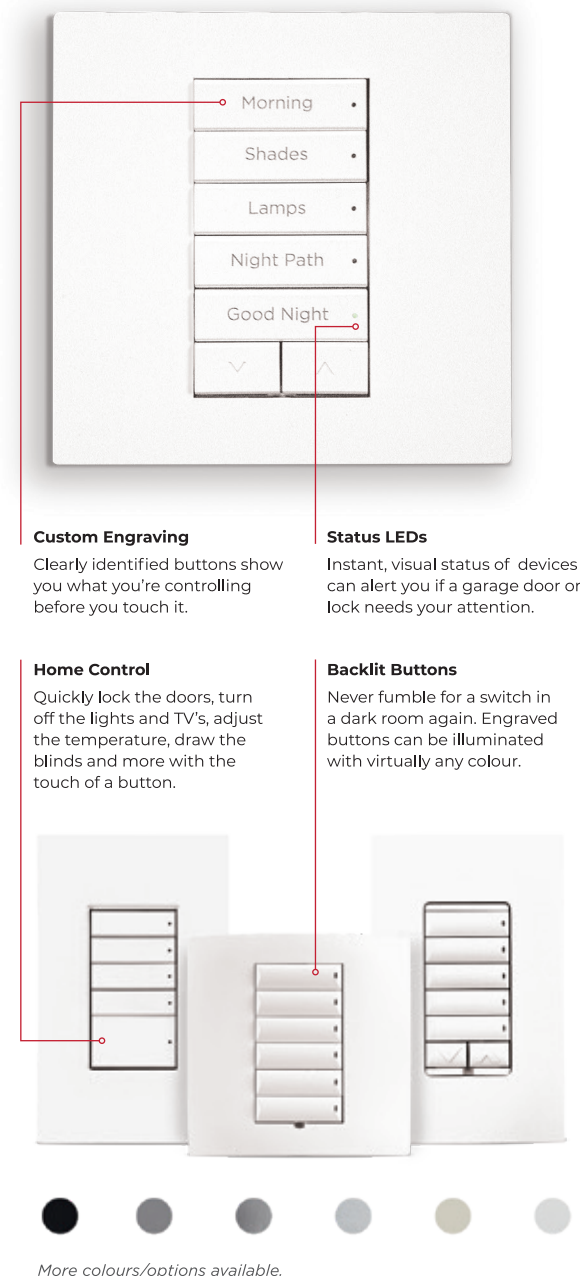 Morning
Shades
Lamps
Night Path
Good Night
Custom Engraving
Clearly identified buttons show
you what you're controlling
before you touch it.
Status LEDs
Instant, visual status of devices
can alert you if a garage door or
lock needs your attention.
Home Control
Quickly lock the doors, turn
off the lights and TV's, adjust
the temperature, draw the
blinds and more with the
touch of a button.
Backlit Buttons
Never fumble for a switch in
a dark room again. Engraved
buttons can be illuminated
with virtually any colour.
More colours/options available.